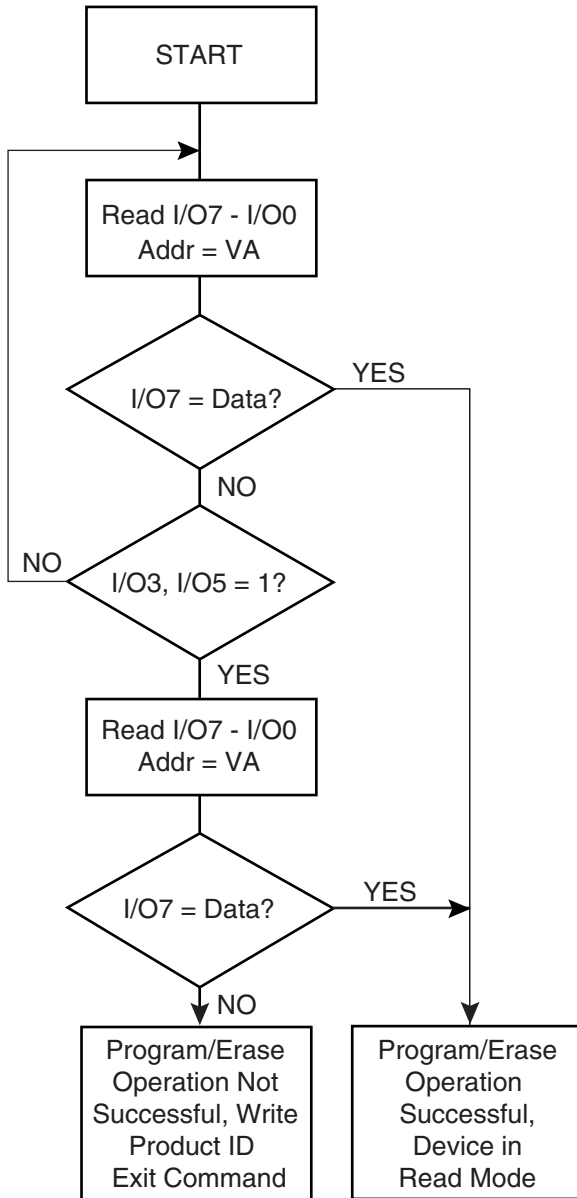 START
Read I/O7 - I/O0
Addr = VA
I/O7 = Data?
YES
NO
NO
I/O3, I/O5 = 1?
YES
Read I/O7 - I/O0
Addr = VA
I/O7 = Data?
YES
NO
Program/Erase
Operation Not
Successful, Write
Product ID
Exit Command
Program/Erase
Operation
Successful,
Device in
Read Mode